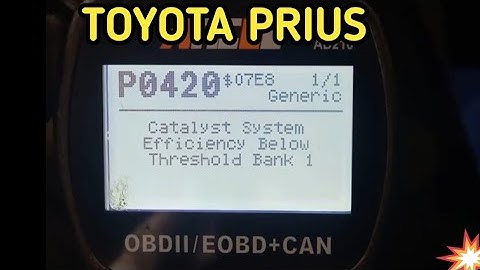 TOYOTA PRIUS
AD210
P0420 $07E8 1/1
Generic
Catalyst System
Efficiency Below
Threshold Bank 1
OBDII/EOBD+CAN